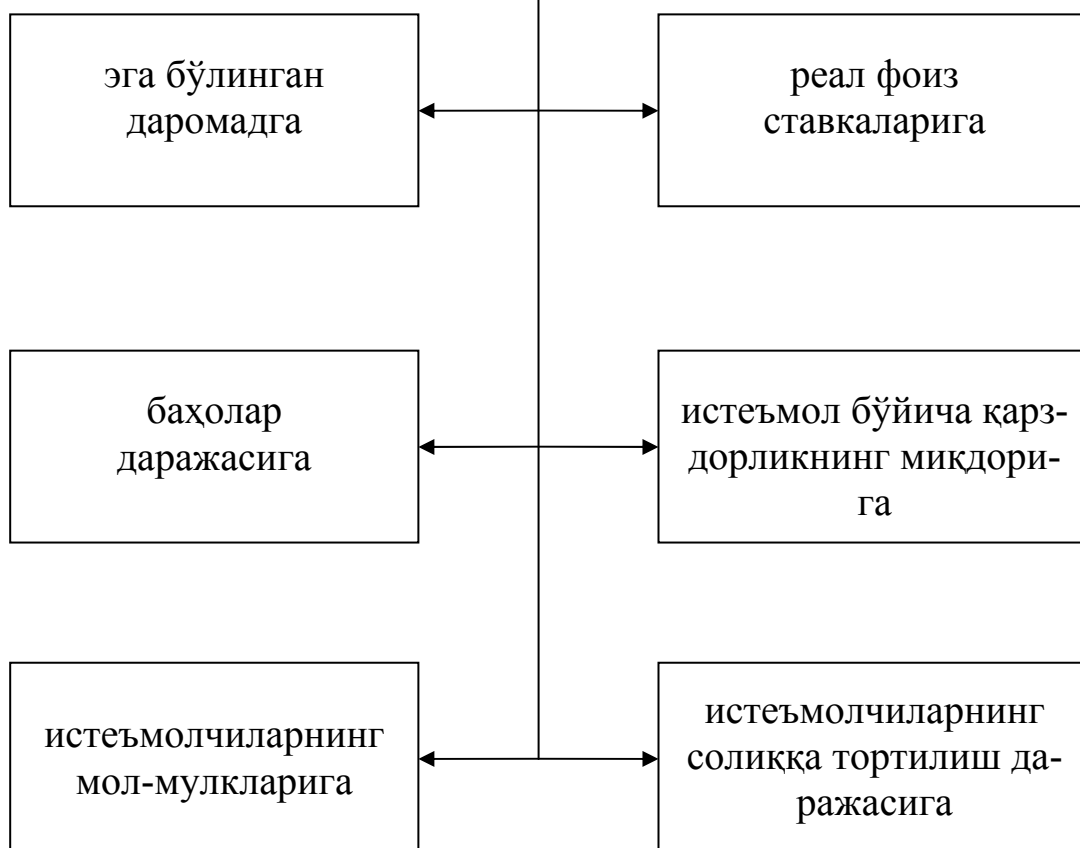 эга бўлинган
даромадга
реал фоиз
ставкаларига
баҳолар
даражасига
истеъмол бўйича қарз-
дорликнинг миқдори-
га
истеъмолчиларнинг
мол-мулкларига
истеъмолчиларнинг
солиққа тортилиш да-
ражасига